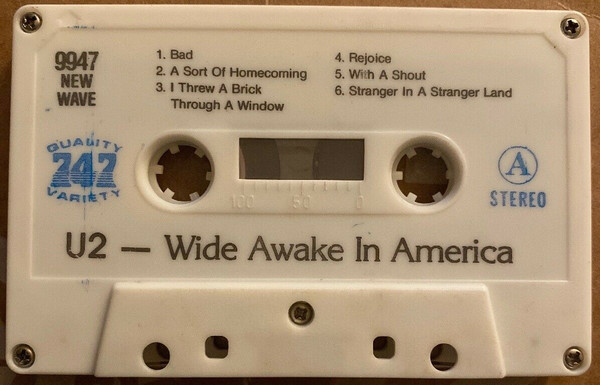 9947
NEW
WAVE
1. Bad
2. A Sort Of Homecoming
3. I Threw A Brick
Through A Window
4. Rejoice
5. With A Shout
6. Stranger In A Stranger Land
QUALITY
747
VARIETY
A
STEREO
100 50 0
U2 — Wide Awake In America